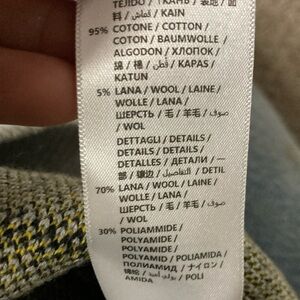 TEJIDO / ТКАНЬ / 表地 / 面
料 / قماش / KAIN
95% COTONE / COTTON /
COTON / BAUMWOLLE /
ALGODON / ХЛОПОК /
綿 / 棉 / قطن / KAPAS /
KATUN
5% LANA / WOOL / LAINE /
WOLLE / LANA /
ШЕРСТЬ / 毛 / 羊毛 / صوف
/ WOL
DETTAGLI / DETAILS /
DETAILS / DETAILS /
DETALLES / ДЕТАЛИ / 一
部 / 镶边 / التفاصيل / DETIL
70% LANA / WOOL / LAINE /
WOLLE / LANA /
ШЕРСТЬ / 毛 / 羊毛 / صوف
/ WOL
30% POLIAMMIDE /
POLYAMIDE /
POLYAMIDE /
POLYAMID / POLIAMIDA /
ПОЛИАМИД / ナイロン /
锦纶 / بولي أميد / POLI
AMIDA